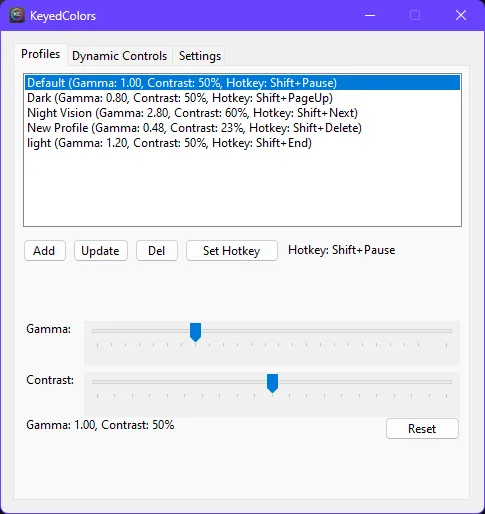 KeyedColors
Profiles Dynamic Controls Settings
Default (Gamma: 1.00, Contrast: 50%, Hotkey: Shift+Pause)
Dark (Gamma: 0.80, Contrast: 50%, Hotkey: Shift+PageUp)
Night Vision (Gamma: 2.80, Contrast: 60%, Hotkey: Shift+Next)
New Profile (Gamma: 0.48, Contrast: 23%, Hotkey: Shift+Delete)
light (Gamma: 1.20, Contrast: 50%, Hotkey: Shift+End)
Add Update Del Set Hotkey Hotkey: Shift+Pause
Gamma:
Contrast:
Gamma: 1.00, Contrast: 50% Reset